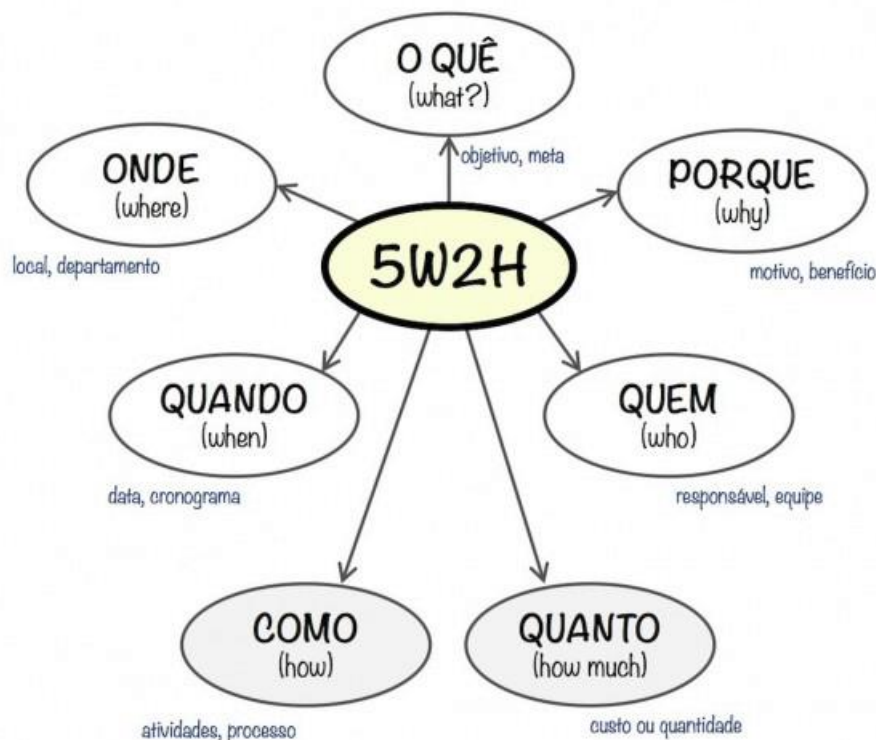 O QUÊ
(what?)
objetivo, meta
ONDE
(where)
local, departamento
PORQUE
(why)
motivo, benefício
5W2H
QUANDO
(when)
data, cronograma
QUEM
(who)
responsável, equipe
COMO
(how)
atividades, processo
QUANTO
(how much)
custo ou quantidade